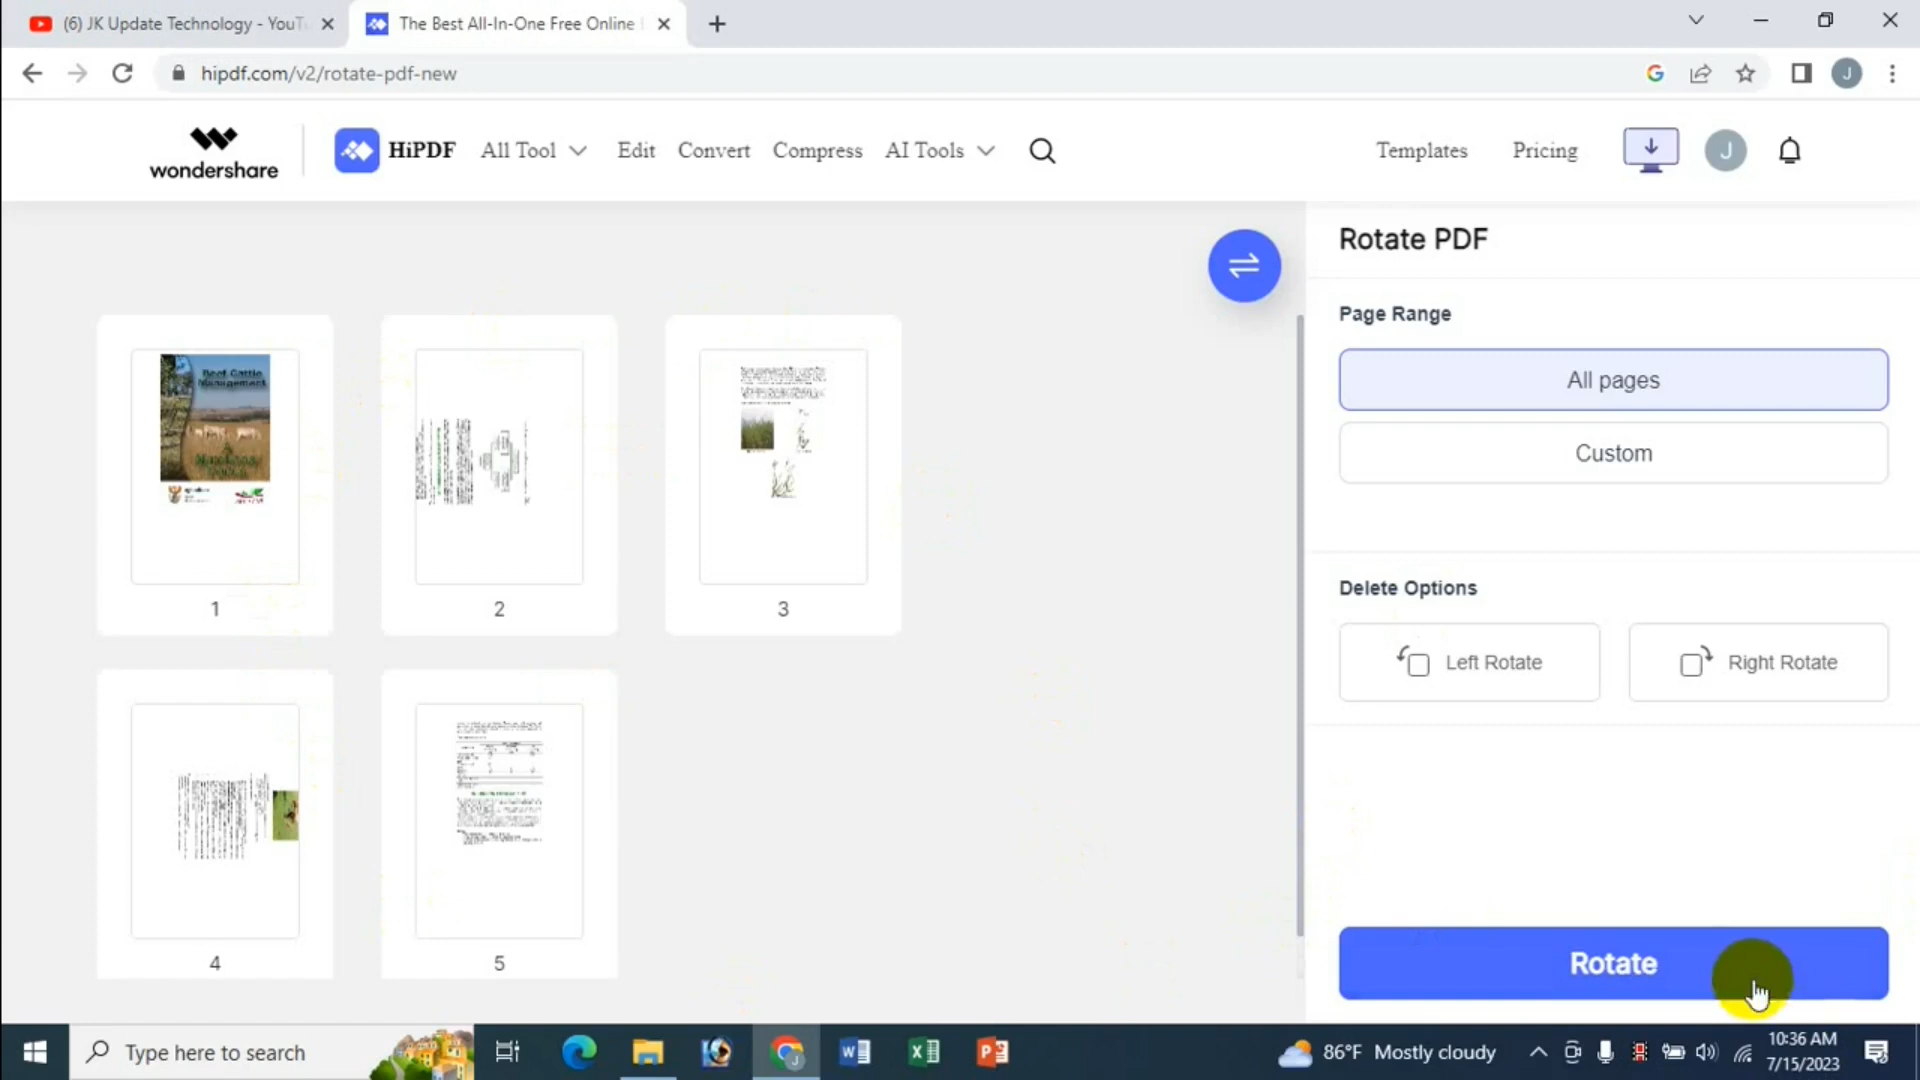 (6) JK Update Technology - YouT
The Best All-In-One Free Online
hipdf.com/v2/rotate-pdf-new
wondershare
HiPDF
All Tool
Edit
Convert
Compress
AI Tools
Templates
Pricing
J
J
Rotate PDF
Page Range
All pages
Custom
Delete Options
Left Rotate
Right Rotate
Rotate
Beef Cattle
Management
1
2
3
4
5
Type here to search
86°F Mostly cloudy
10:36 AM
7/15/2023